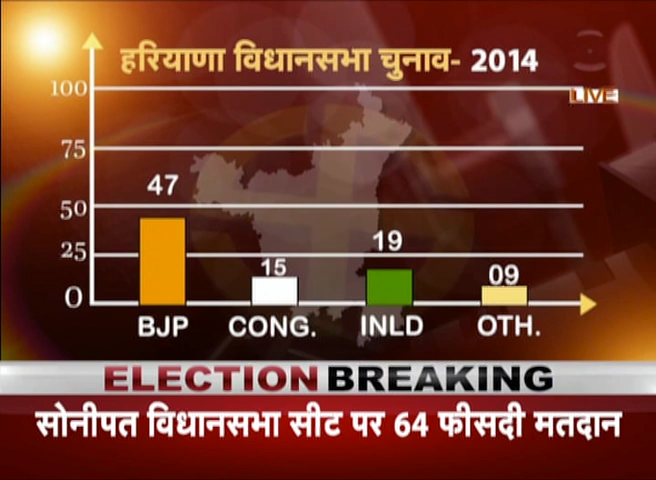 हरियाणा विधानसभा चुनाव- 2014
100
LIVE
75
47
50
19
25
15
09
0
BJP CONG. INLD OTH.
ELECTION BREAKING
सोनीपत विधानसभा सीट पर 64 फीसदी मतदान